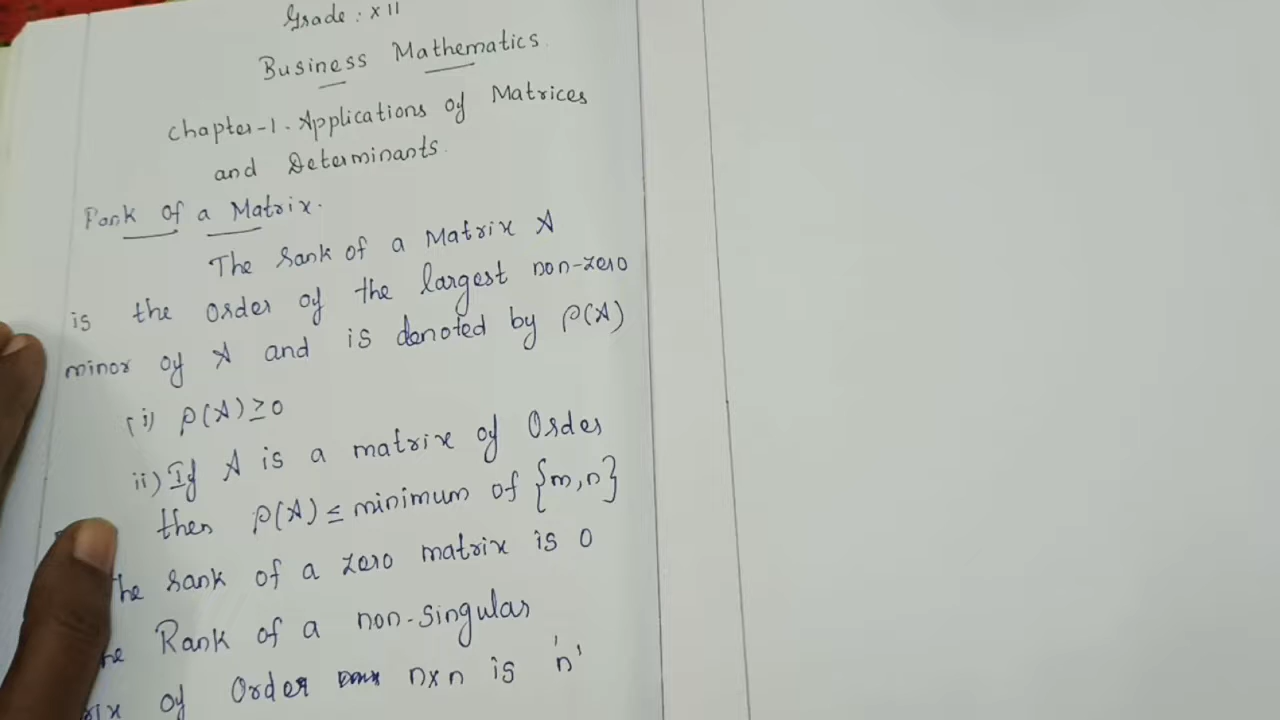 Grade : XII
Business Mathematics.
Chapter-1. Applications of Matrices
and Determinants.
Rank of a Matrix.
The rank of a Matrix A
is the order of the largest non-zero
minor of A and is denoted by ρ(A)
(i) ρ(A) ≥ 0
ii) If A is a matrix of Order
then ρ(A) ≤ minimum of {m,n}
he rank of a zero matrix is 0
he Rank of a non-singular
rix of Order n×n is 'n'